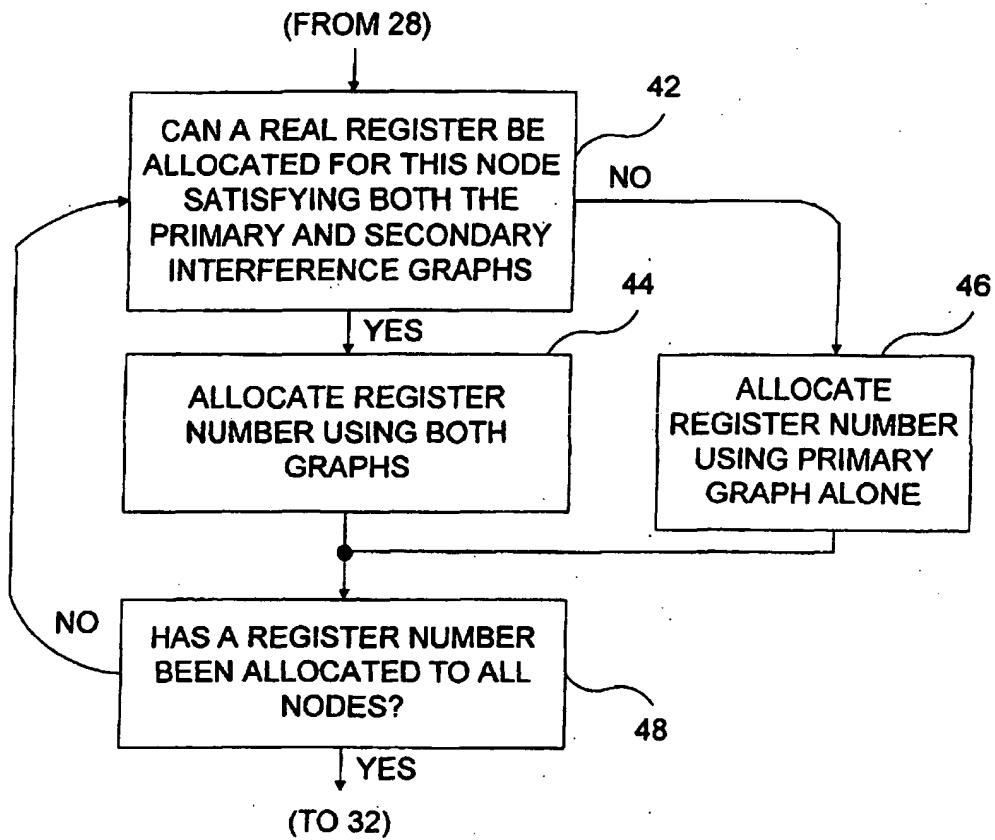 (FROM 28)
42
CAN A REAL REGISTER BE
ALLOCATED FOR THIS NODE
SATISFYING BOTH THE
PRIMARY AND SECONDARY
INTERFERENCE GRAPHS
NO
YES
44
46
ALLOCATE REGISTER
NUMBER USING BOTH
GRAPHS
ALLOCATE
REGISTER NUMBER
USING PRIMARY
GRAPH ALONE
NO
HAS A REGISTER NUMBER
BEEN ALLOCATED TO ALL
NODES?
48
YES
(TO 32)